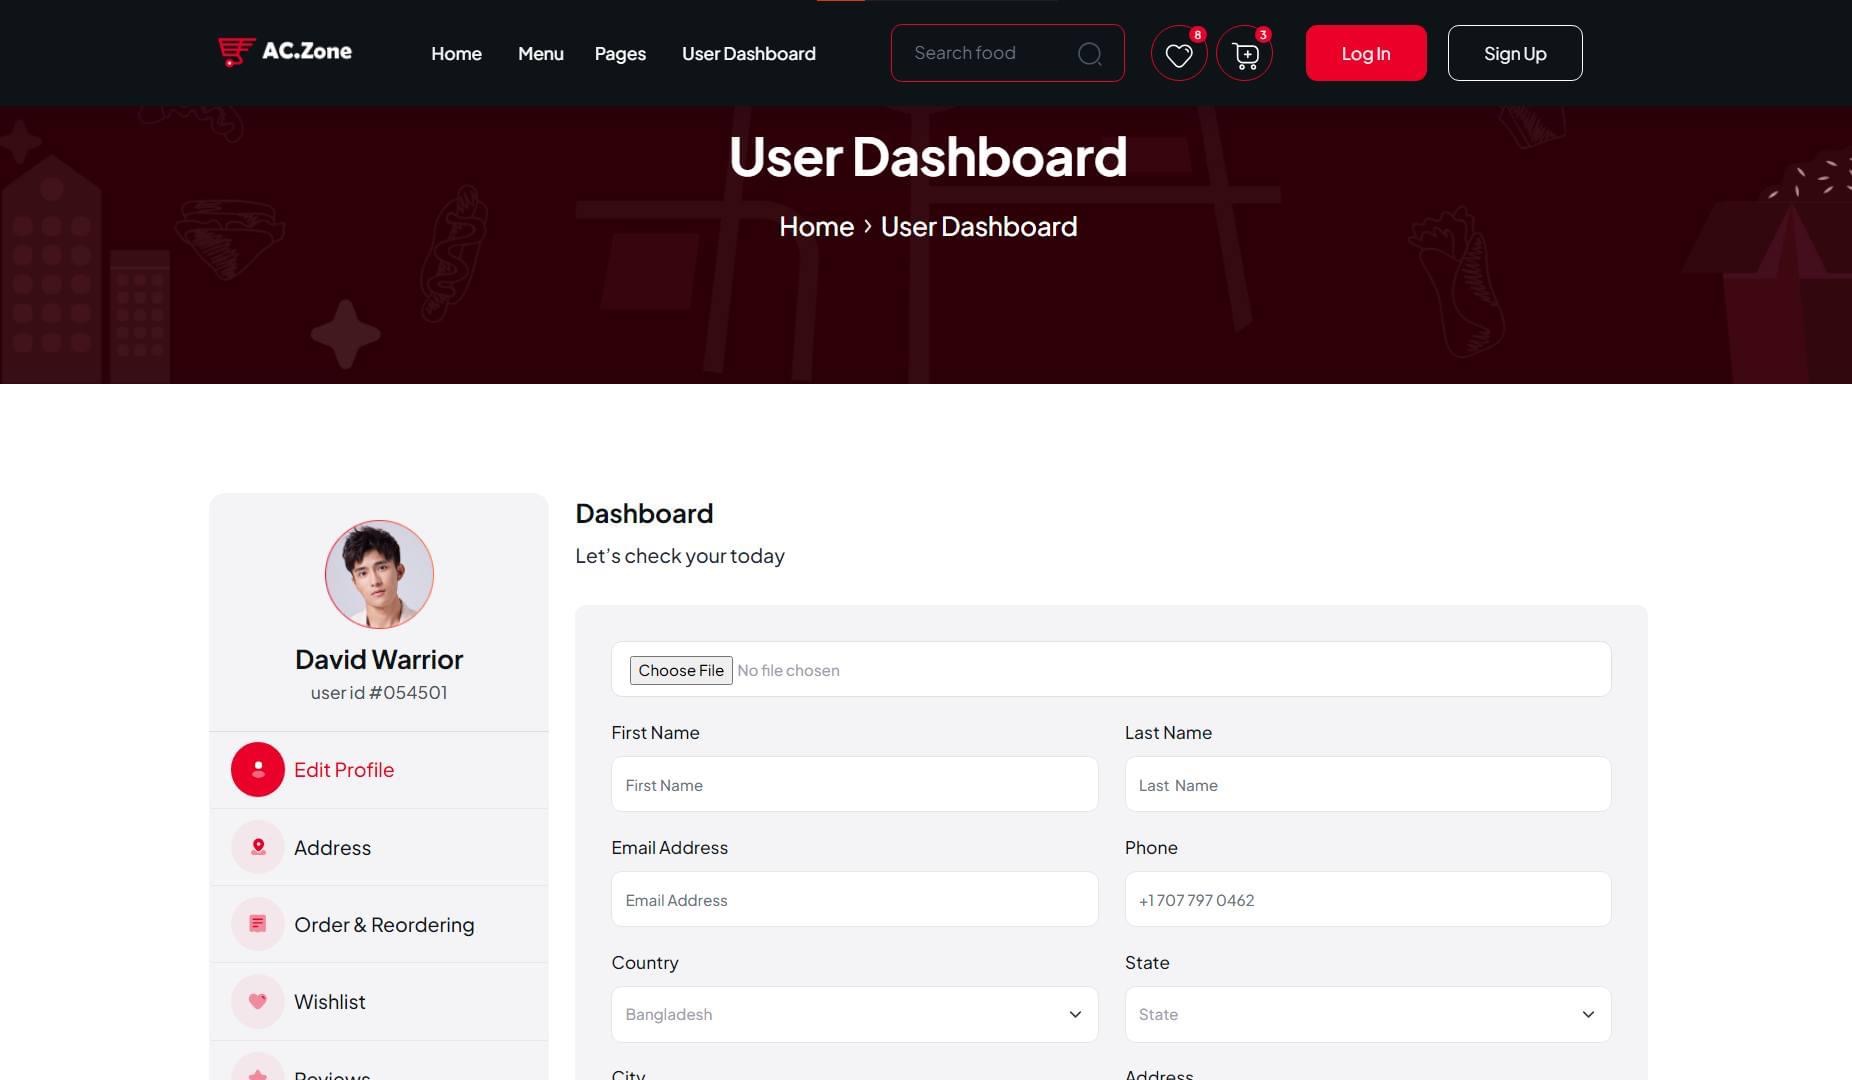 AC.Zone
Home
Menu
Pages
User Dashboard
Search food
8
3
Log In
Sign Up
User Dashboard
Home › User Dashboard
David Warrior
user id #054501
Edit Profile
Address
Order & Reordering
Wishlist
Reviews
Dashboard
Let’s check your today
Choose File No file chosen
First Name
First Name
Last Name
Last Name
Email Address
Email Address
Phone
+1 707 797 0462
Country
Bangladesh
State
State
City
Address